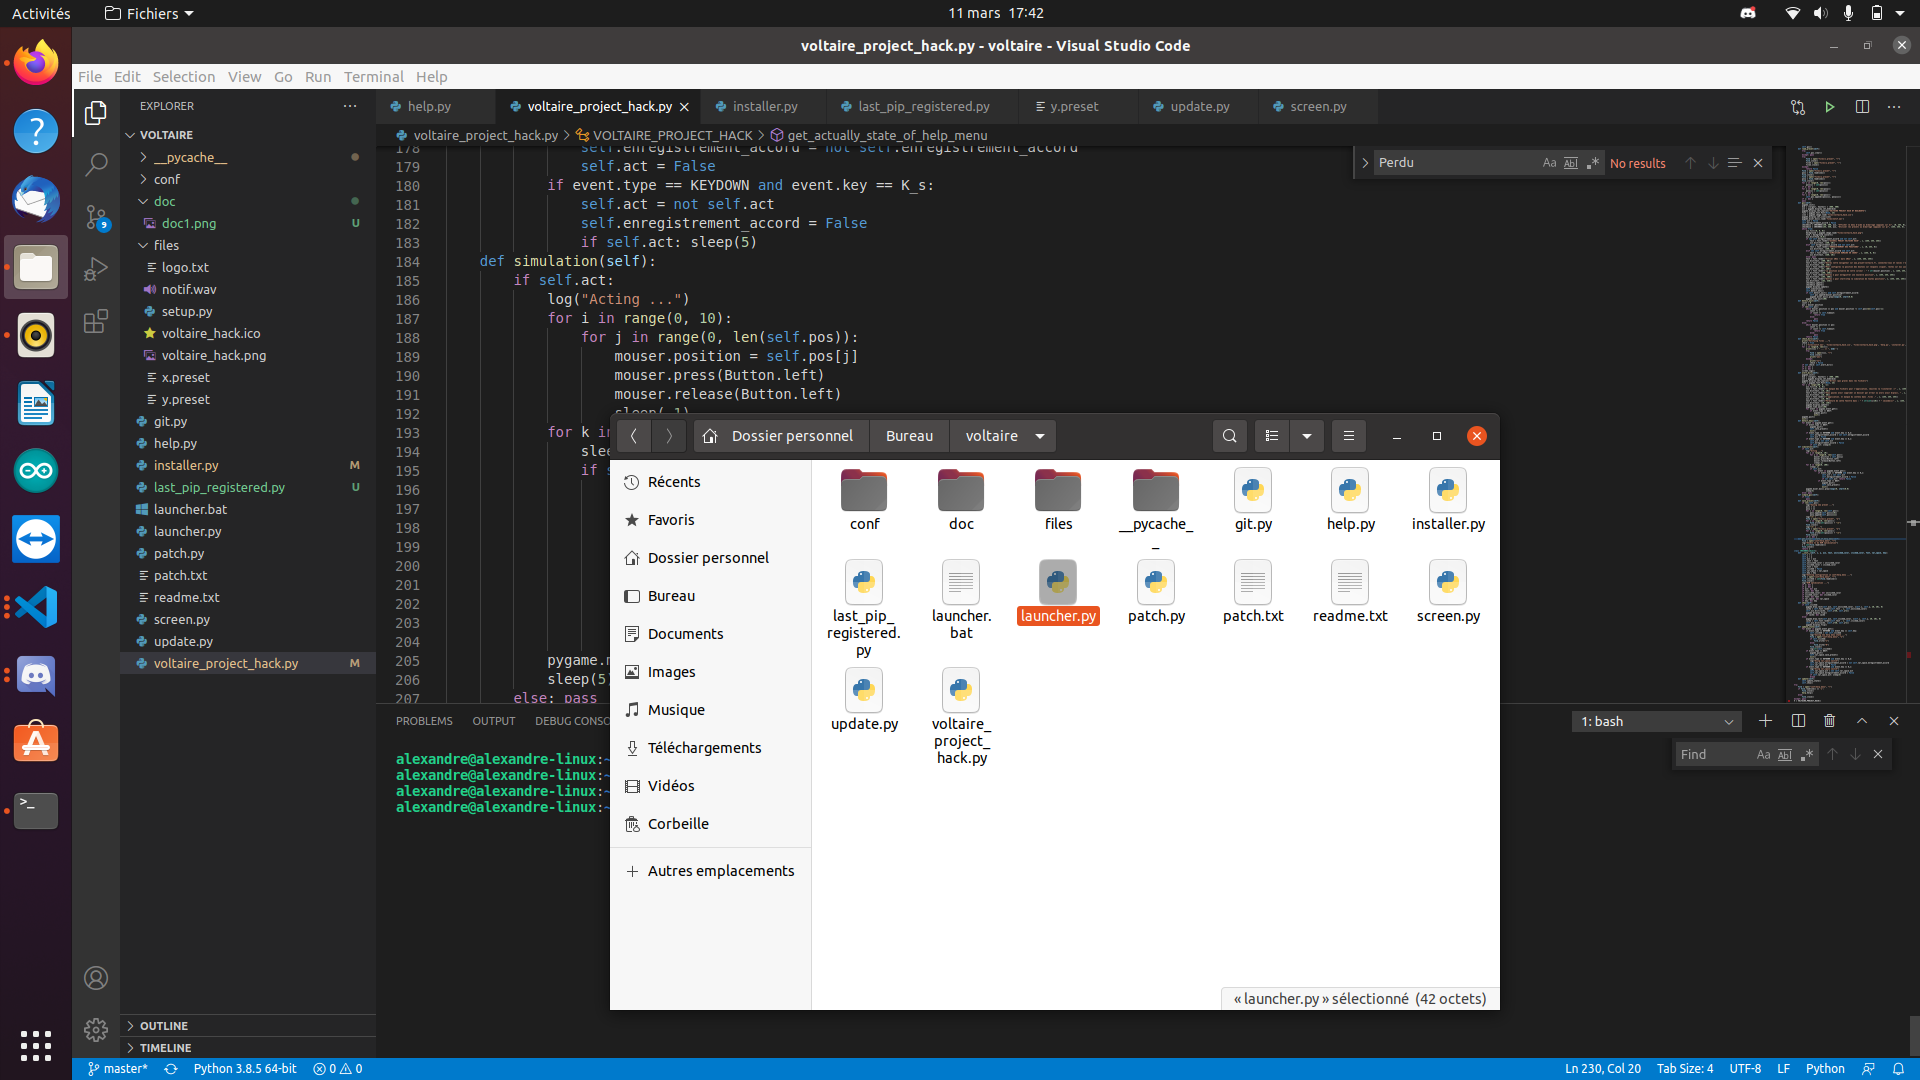 Activités
Fichiers
11 mars 17:42
voltaire_project_hack.py - voltaire - Visual Studio Code
File Edit Selection View Go Run Terminal Help
EXPLORER
VOLTAIRE
__pycache__
conf
doc
doc1.png U
files
logo.txt
notif.wav
setup.py
voltaire_hack.ico
voltaire_hack.png
x.preset
y.preset
git.py
help.py
installer.py M
last_pip_registered.py U
launcher.bat
launcher.py
patch.py
patch.txt
readme.txt
screen.py
update.py
voltaire_project_hack.py M
OUTLINE
TIMELINE
9
help.py voltaire_project_hack.py installer.py last_pip_registered.py y.preset update.py screen.py
voltaire_project_hack.py > VOLTAIRE_PROJECT_HACK > get_actually_state_of_help_menu
178 self.enregistrement_accord = not self.enregistrement_accord
179 self.act = False
180 if event.type == KEYDOWN and event.key == K_s:
181 self.act = not self.act
182 self.enregistrement_accord = False
183 if self.act: sleep(5)
184 def simulation(self):
185 if self.act:
186 log("Acting ...")
187 for i in range(0, 10):
188 for j in range(0, len(self.pos)):
189 mouser.position = self.pos[j]
190 mouser.press(Button.left)
191 mouser.release(Button.left)
192 sleep(.1)
193 for k in
194 slee
195 if s
196
197
198
199
200
201
202
203
204
205 pygame.m
206 sleep(5)
207 else: pass
Perdu Aa Abl .* No results
PROBLEMS OUTPUT DEBUG CONSO
1: bash
Find Aa Abl .*
alexandre@alexandre-linux:~
alexandre@alexandre-linux:~
alexandre@alexandre-linux:~
alexandre@alexandre-linux:~
Dossier personnel Bureau voltaire
Récents
Favoris
Dossier personnel
Bureau
Documents
Images
Musique
Téléchargements
Vidéos
Corbeille
Autres emplacements
conf
doc
files
__pycache_
_
git.py
help.py
installer.py
last_pip_
registered.
py
launcher.
bat
launcher.py
patch.py
patch.txt
readme.txt
screen.py
update.py
voltaire_
project_
hack.py
« launcher.py » sélectionné (42 octets)
master* Python 3.8.5 64-bit 0 0 Ln 230, Col 20 Tab Size: 4 UTF-8 LF Python